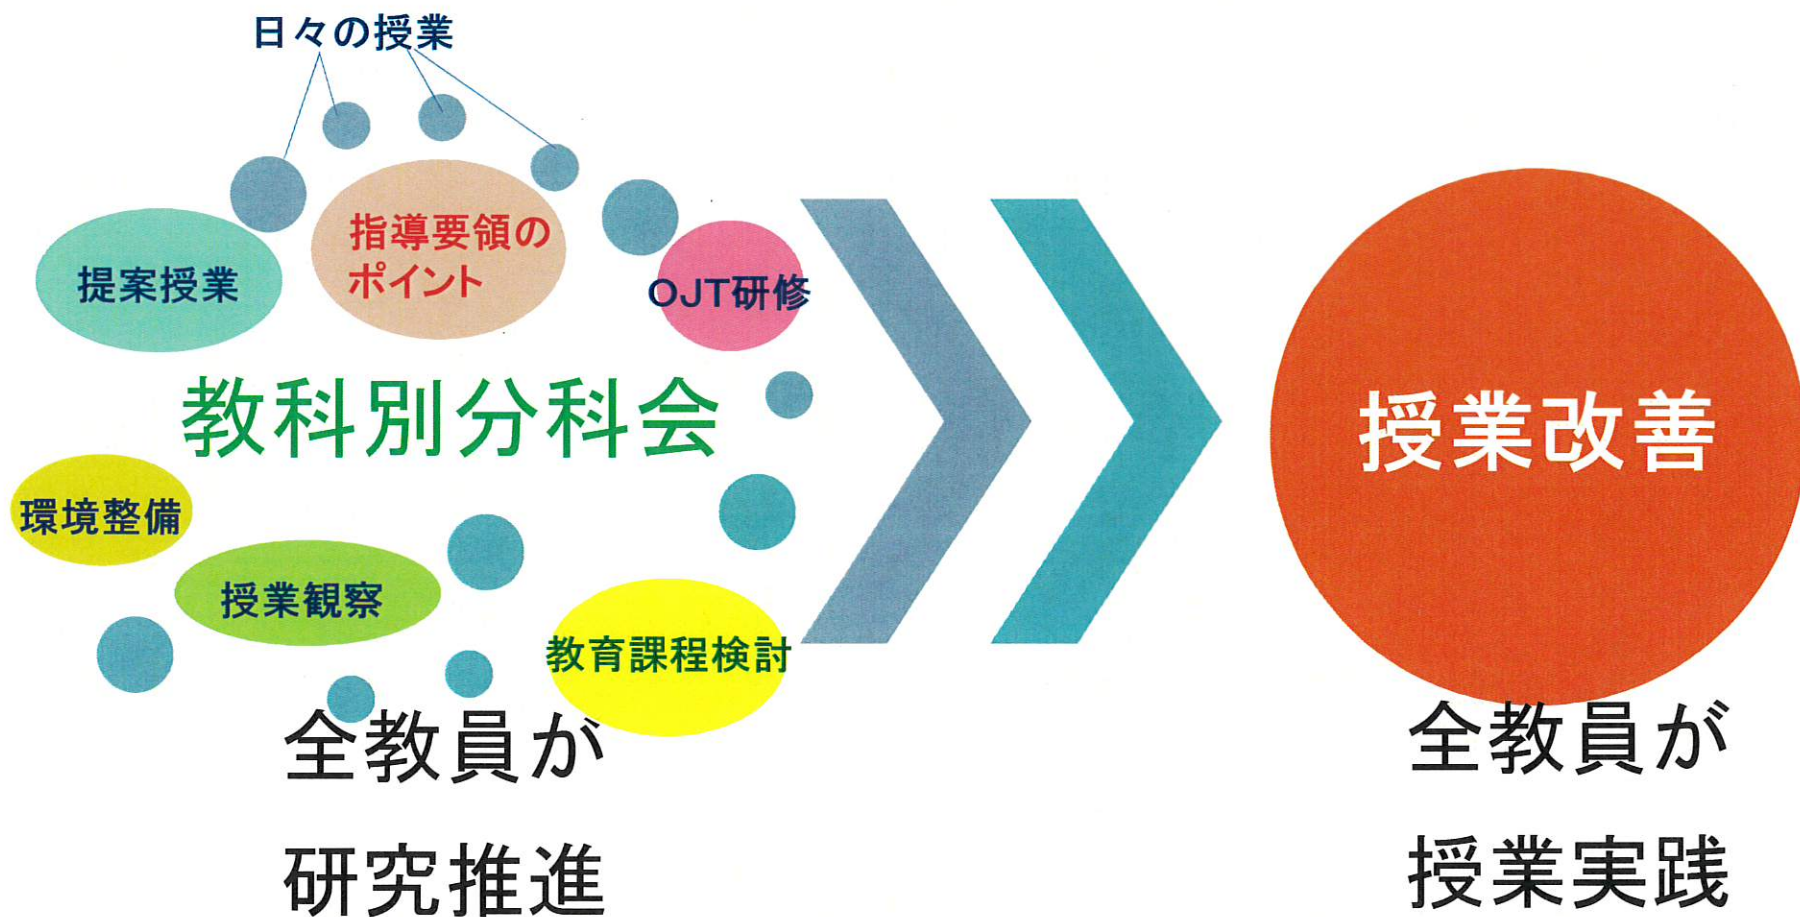 日々の授業
指導要領の
ポイント
提案授業
OJT研修
教科別分科会
授業改善
環境整備
授業観察
教育課程検討
全教員が
研究推進
全教員が
授業実践